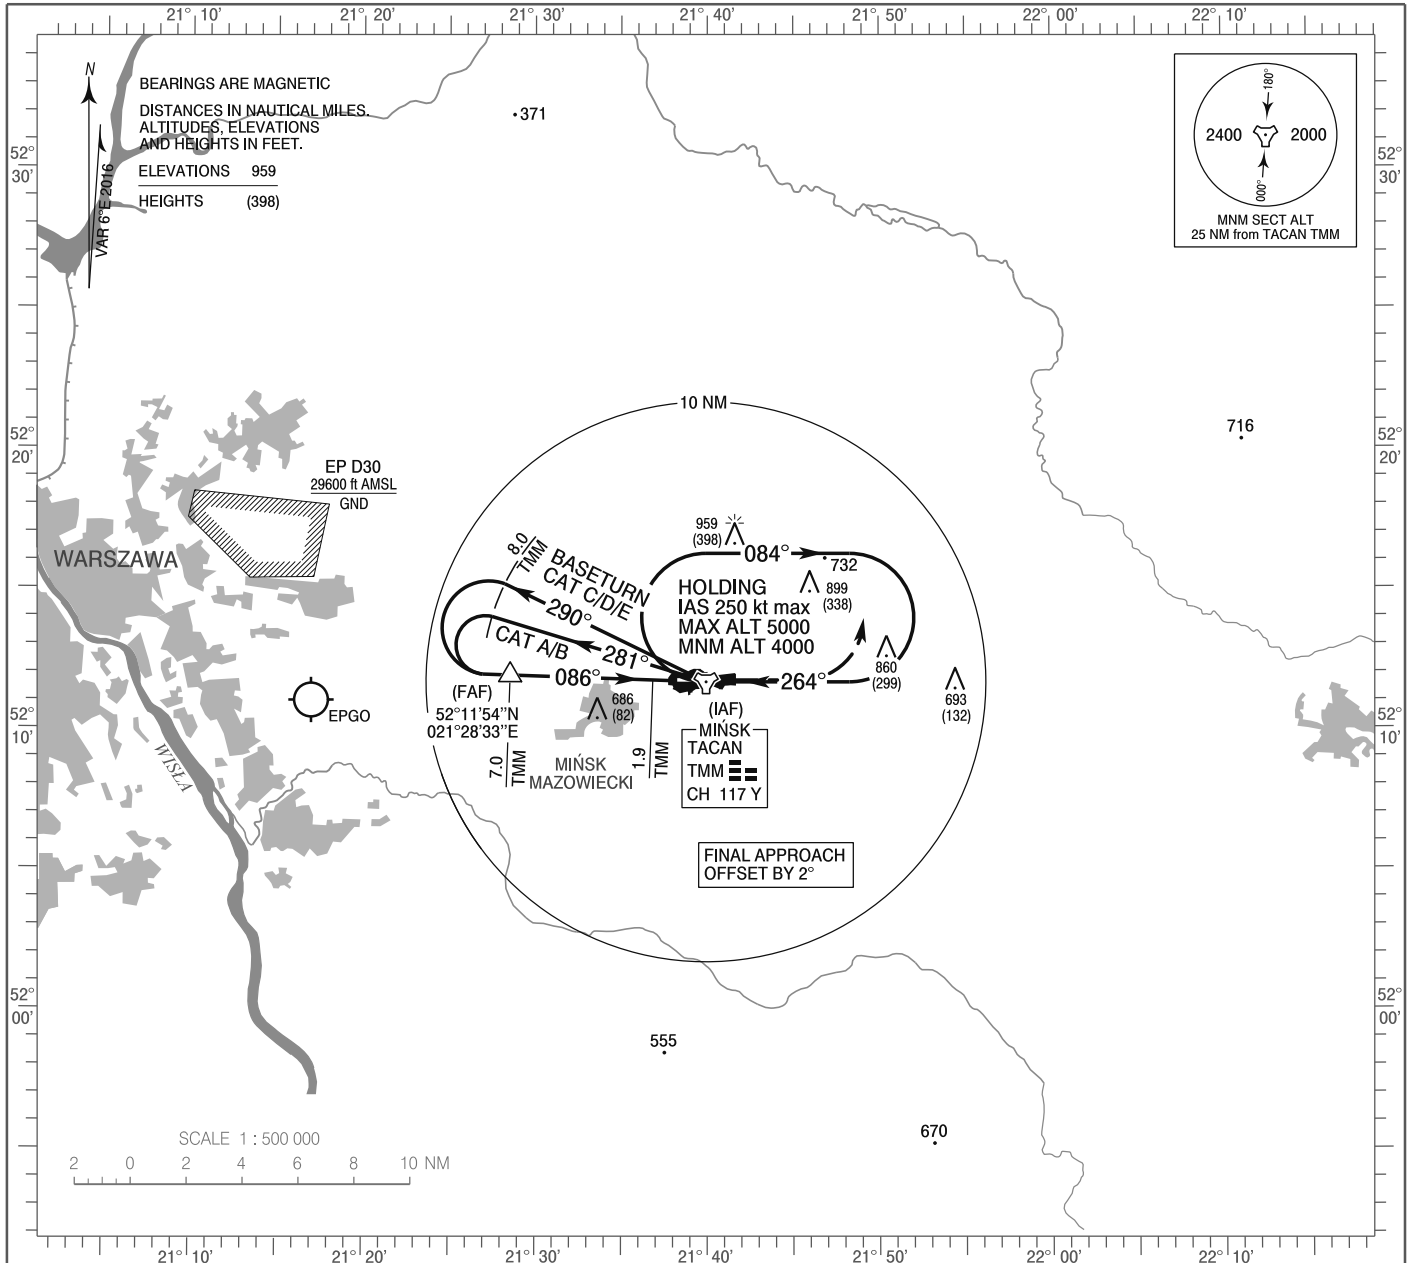 21° 10'
21° 20'
21° 30'
21° 40'
21° 50'
22° 00'
22° 10'
N
VAR 6°E 2016
BEARINGS ARE MAGNETIC
DISTANCES IN NAUTICAL MILES.
ALTITUDES, ELEVATIONS
AND HEIGHTS IN FEET.
ELEVATIONS 959
HEIGHTS (398)
371
180°
2400
2000
000°
MNM SECT ALT
25 NM from TACAN TMM
52°
30'
52°
30'
10 NM
716
52°
20'
52°
20'
EP D30
29600 ft AMSL
GND
WARSZAWA
8.0
TMM
BASETURN
CAT C/D/E
290°
CAT A/B
281°
086°
959
(398)
084°
732
HOLDING
IAS 250 kt max
MAX ALT 5000
MNM ALT 4000
899
(338)
860
(299)
264°
693
(132)
(FAF)
52°11'54''N
021°28'33''E
686
(82)
(IAF)
MIŃSK
TACAN
TMM
CH 117 Y
EPGO
WISŁA
7.0
TMM
MIŃSK
MAZOWIECKI
1.9
TMM
52°
10'
52°
10'
FINAL APPROACH
OFFSET BY 2°
52°
00'
52°
00'
555
670
SCALE 1 : 500 000
2 0 2 4 6 8 10 NM
21° 10'
21° 20'
21° 30'
21° 40'
21° 50'
22° 00'
22° 10'